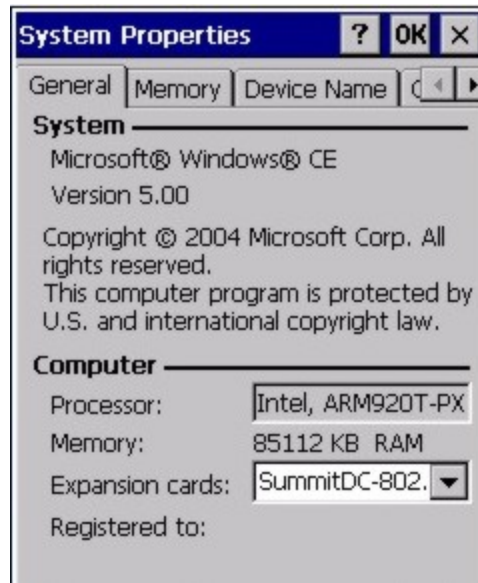 System Properties ? OK ×
General Memory Device Name
System
Microsoft® Windows® CE
Version 5.00
Copyright © 2004 Microsoft Corp. All
rights reserved.
This computer program is protected by
U.S. and international copyright law.
Computer
Processor: Intel, ARM920T-PX
Memory: 85112 KB RAM
Expansion cards: SummitDC-802.
Registered to: